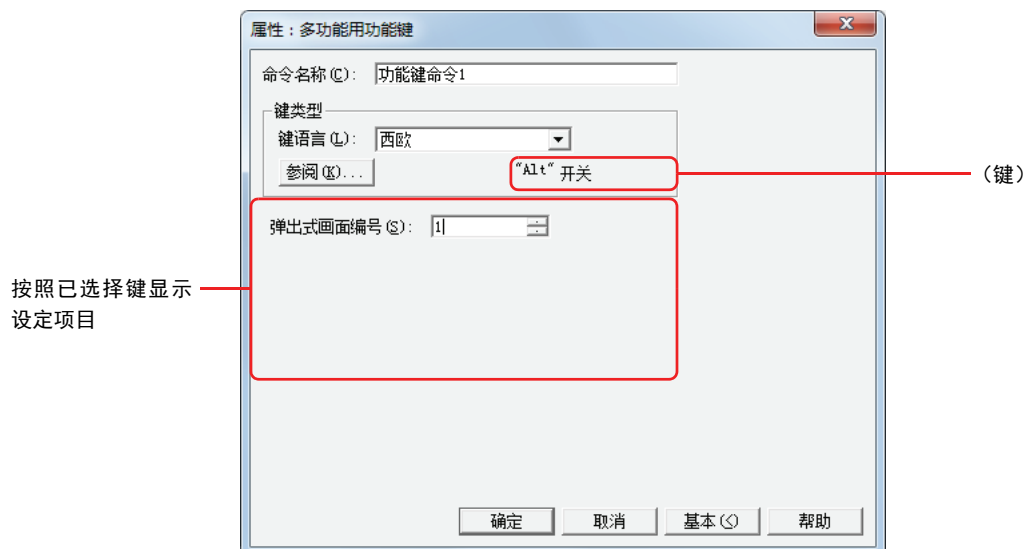 属性：多功能用功能键
命令名称(C):  功能键命令1
键类型
键语言(L):  西欧
参阅(K)...  "Alt" 开关
（键）
弹出式画面编号(S):  1
按照已选择键显示
设定项目
确定  取消  基本(<)  帮助